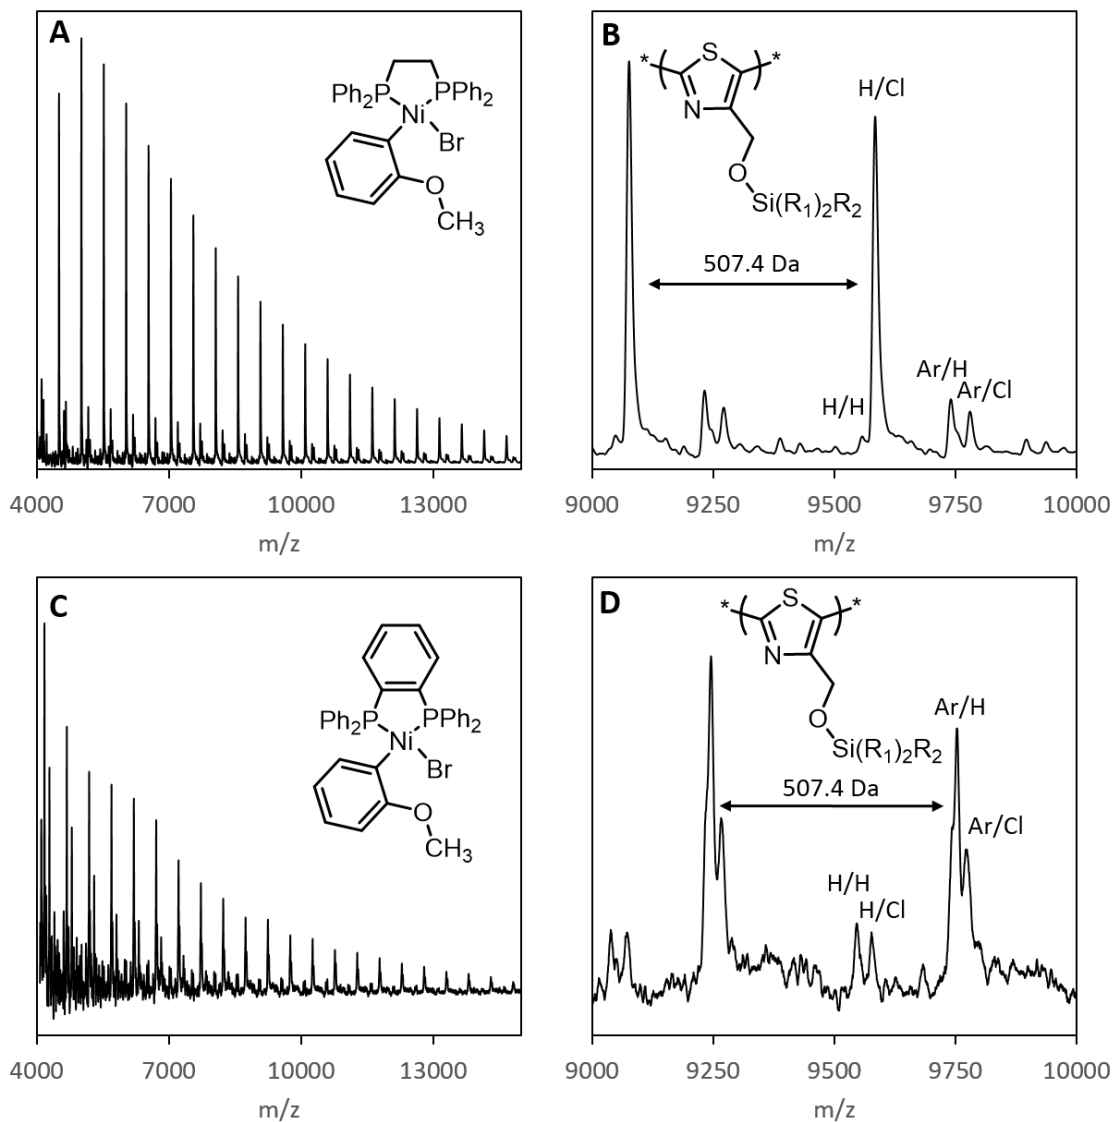 A
Ph2P PPh2
Ni
Br
O
CH3
4000 7000 10000 13000
m/z
B
* ( S ) *
N
O
Si(R1)2R2
H/Cl
507.4 Da
H/H
Ar/H
Ar/Cl
9000 9250 9500 9750 10000
m/z
C
Ph2P PPh2
Ni
Br
O
CH3
4000 7000 10000 13000
m/z
D
* ( S ) *
N
O
Si(R1)2R2
Ar/H
507.4 Da
Ar/Cl
H/H
H/Cl
9000 9250 9500 9750 10000
m/z